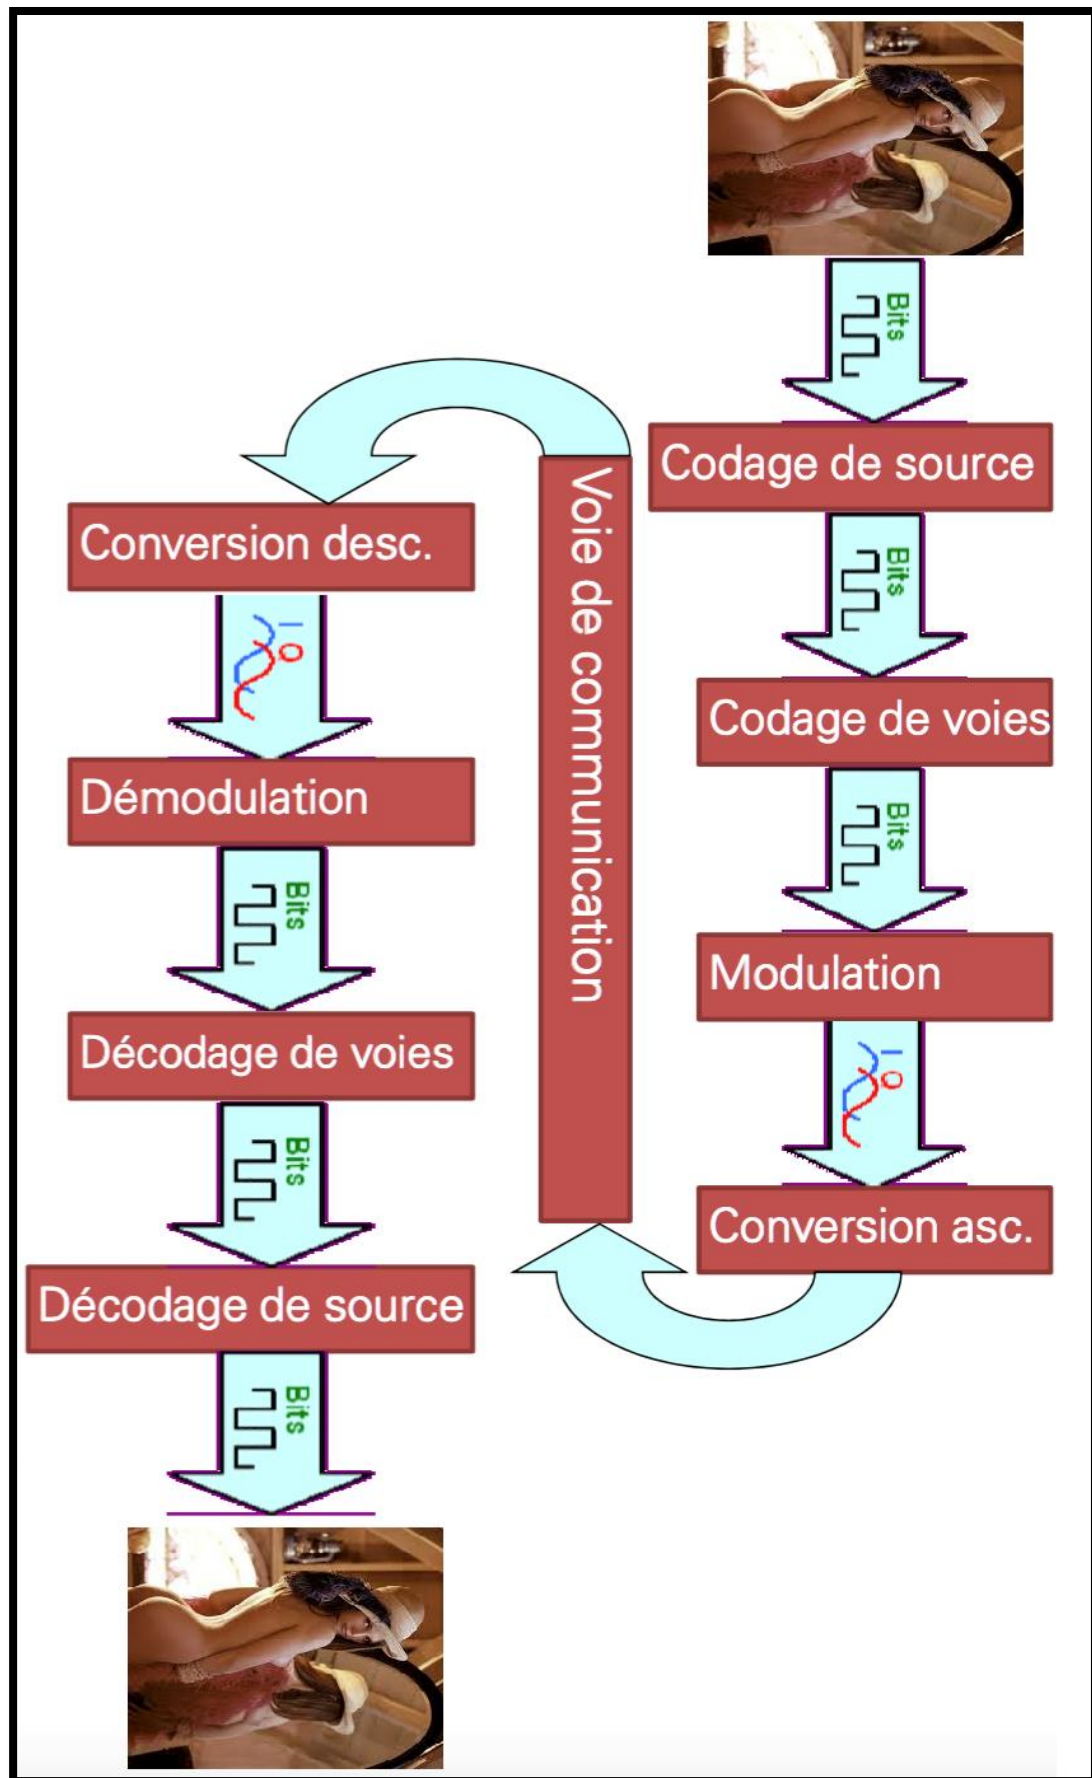 Bits
Codage de source
Bits
Codage de voies
Bits
Modulation
I
Q
Conversion asc.
Voie de communication
Conversion desc.
I
Q
Démodulation
Bits
Décodage de voies
Bits
Décodage de source
Bits